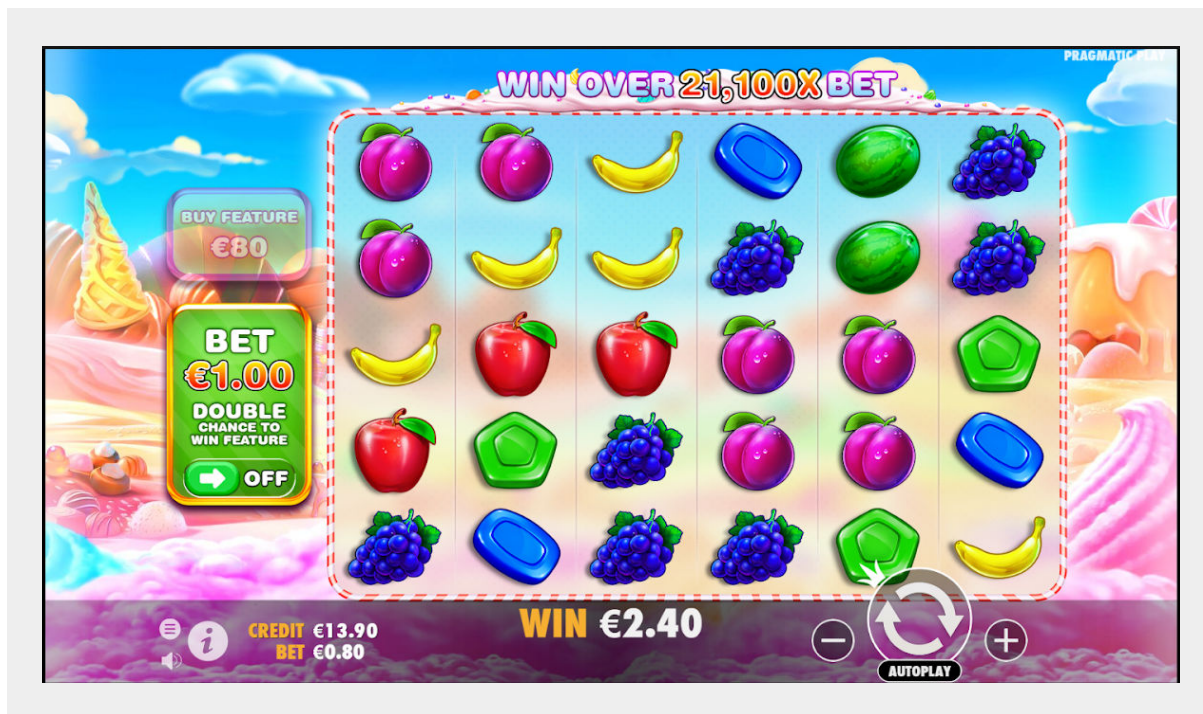 PRAGMATIC PLAY
WIN OVER 21,100X BET
BUY FEATURE
€80
BET
€1.00
DOUBLE
CHANCE TO
WIN FEATURE
OFF
CREDIT €13.90
BET €0.80
WIN €2.40
AUTOPLAY